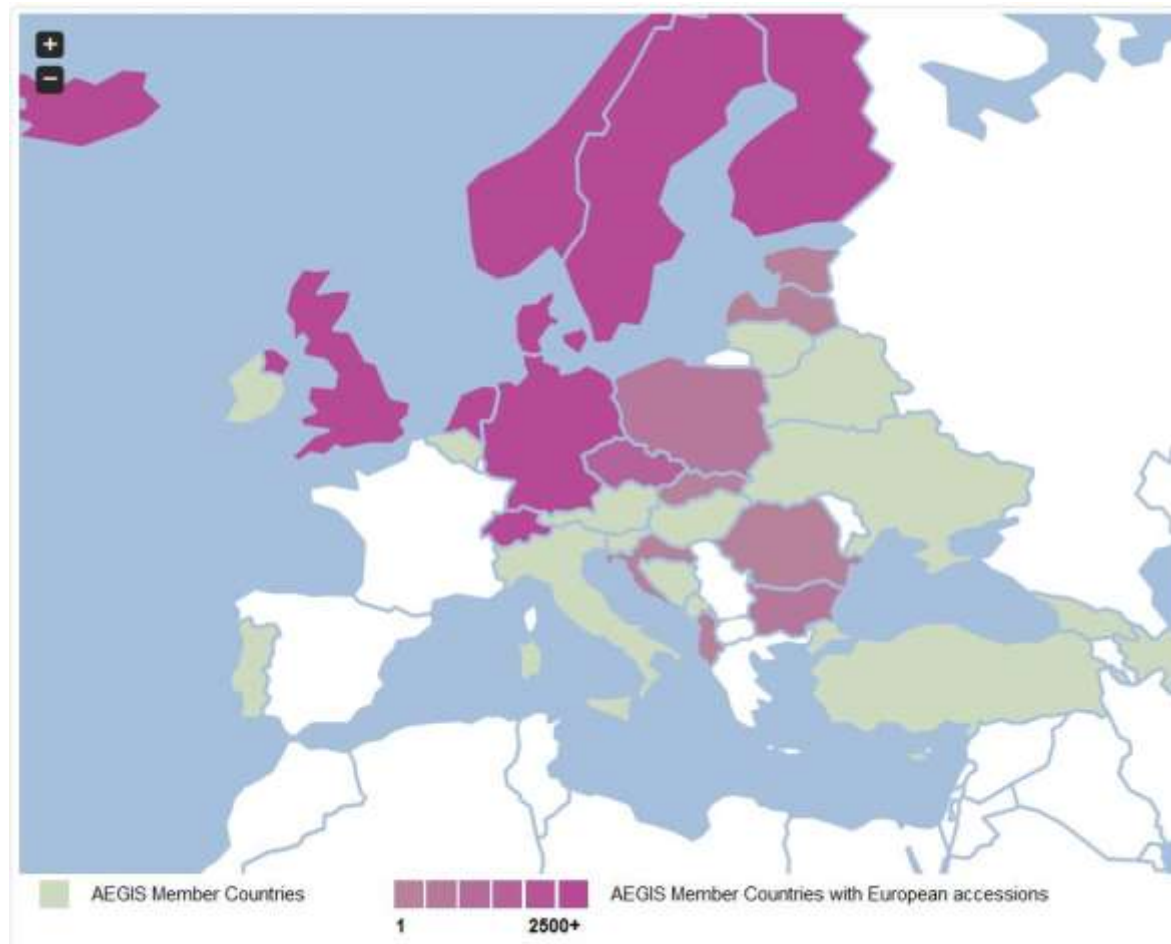 +
−
AEGIS Member Countries
AEGIS Member Countries with European accessions
1 2500+